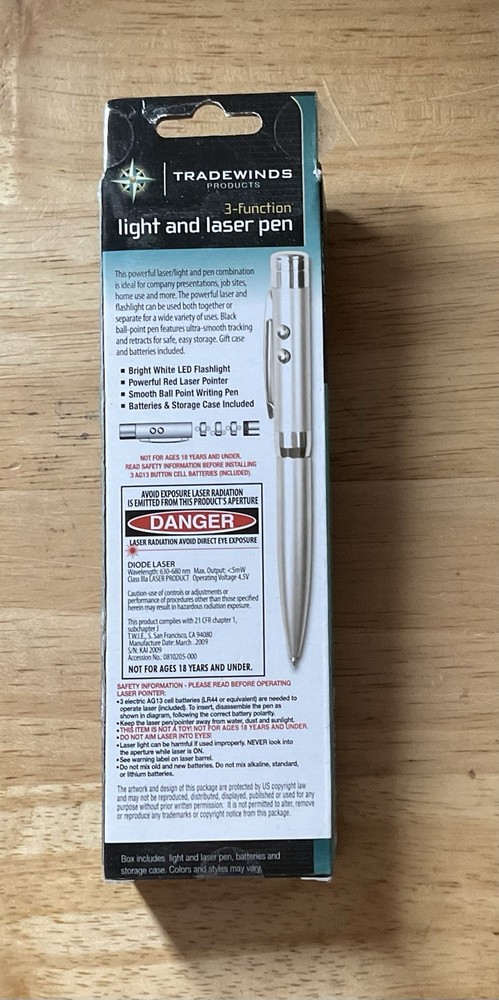 TRADEWINDS
PRODUCTS
3-Function
light and laser pen
This powerful laser/light and pen combination
is ideal for company presentations, job sites,
home use and more. The powerful laser and
flashlight can be used both together or
separate for a wide variety of uses. Black
ball-point pen features ultra-smooth tracking
and retracts for safe, easy storage. Gift case
and batteries included.
▪ Bright White LED Flashlight
▪ Powerful Red Laser Pointer
▪ Smooth Ball Point Writing Pen
▪ Batteries & Storage Case Included
NOT FOR AGES 18 YEARS AND UNDER.
READ SAFETY INFORMATION BEFORE INSTALLING
3 AG13 BUTTON CELL BATTERIES (INCLUDED).
AVOID EXPOSURE LASER RADIATION
IS EMITTED FROM THIS PRODUCT'S APERTURE
DANGER
LASER RADIATION AVOID DIRECT EYE EXPOSURE
DIODE LASER
Wavelength: 630-680 nm Max. Output: <5mW
Class IIIa LASER PRODUCT Operating Voltage 4.5V
Caution-use of controls or adjustments or
performance of procedures other than those specified
herein may result in hazardous radiation exposure.
This product complies with 21 CFR chapter 1,
subchapter J
T.W.I.E., S. San Francisco, CA 94080
Manufacture Date: March . 2009
S/N: KAI 2009
Accession No.: 0810205-000
NOT FOR AGES 18 YEARS AND UNDER.
SAFETY INFORMATION - PLEASE READ BEFORE OPERATING
LASER POINTER:
•3 electric AG13 cell batteries (LR44 or equivalent) are needed to
operate laser (included). To insert, disassemble the pen as
shown in diagram, following the correct battery polarity.
•Keep the laser pen/pointer away from water, dust and sunlight.
•THIS ITEM IS NOT A TOY! NOT FOR AGES 18 YEARS AND UNDER.
•DO NOT AIM LASER INTO EYES!
•Laser light can be harmful if used improperly. NEVER look into
the aperture while laser is ON.
•See warning label on laser barrel.
•Do not mix old and new batteries. Do not mix alkaline, standard,
or lithium batteries.
The artwork and design of this package are protected by US copyright law
and may not be reproduced, distributed, displayed, published or used for any
purpose without prior written permission. It is not permitted to alter, remove
or reproduce any trademarks or copyright notice from this package.
Box includes light and laser pen, batteries and
storage case. Colors and styles may vary.